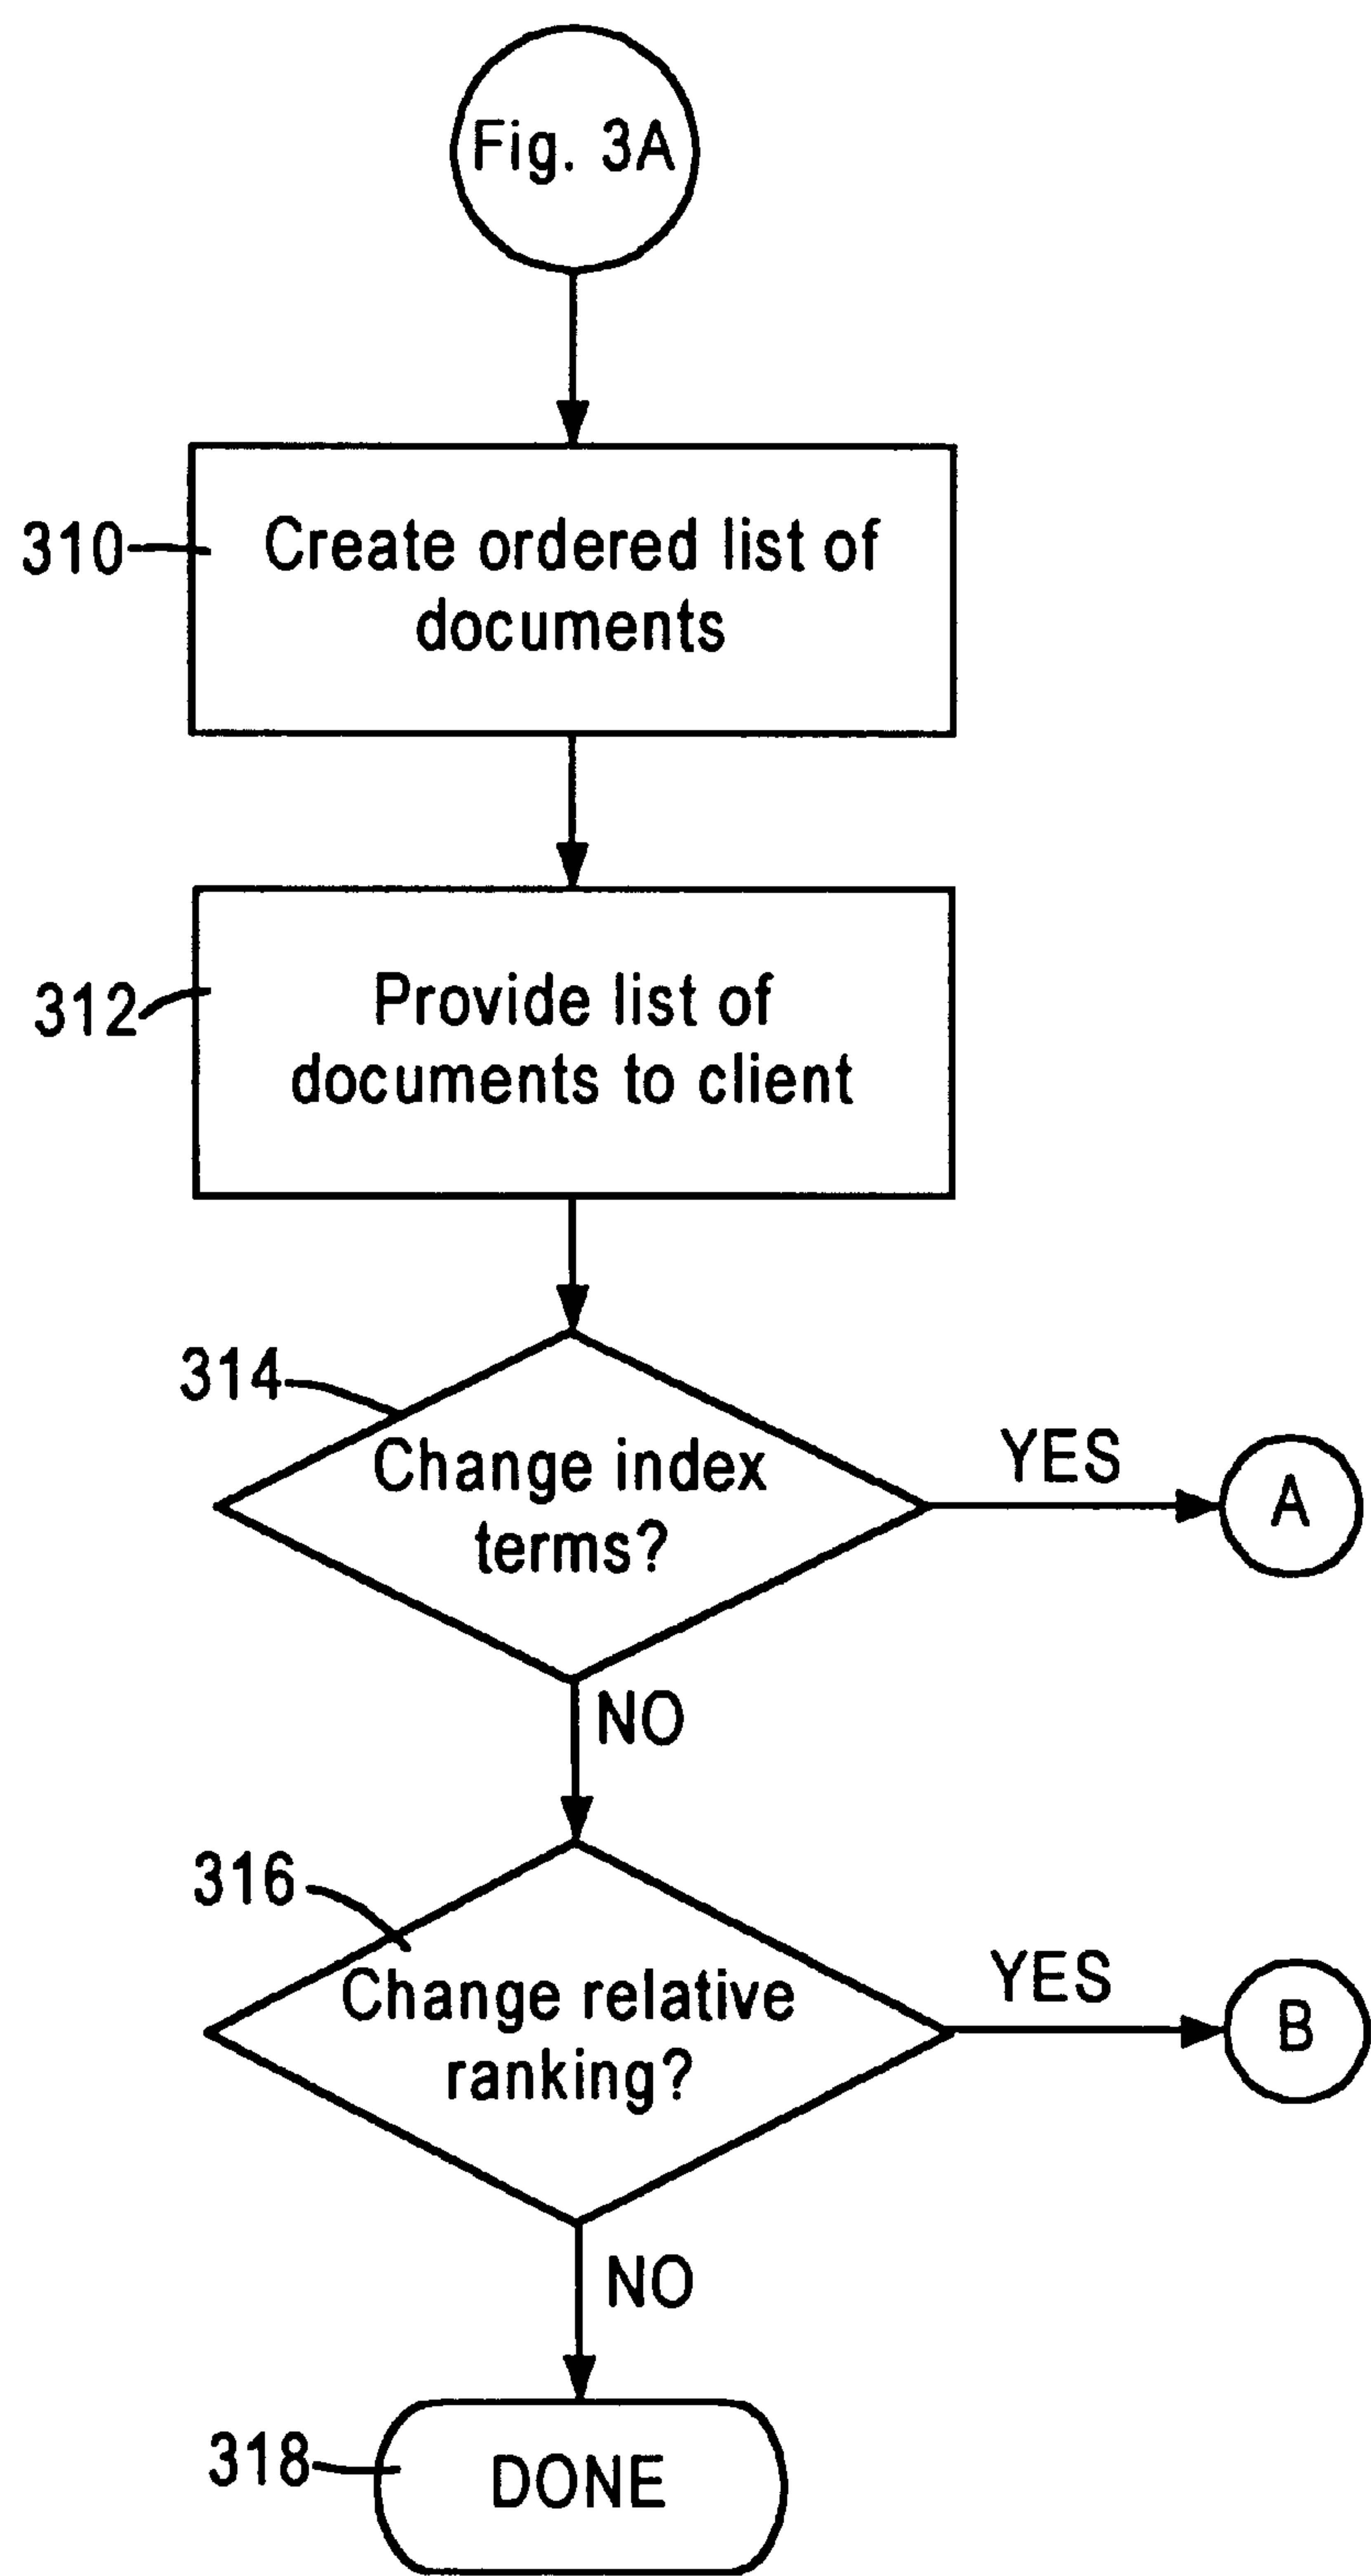 Fig. 3A
310
Create ordered list of
documents
312
Provide list of
documents to client
314
Change index
terms?
YES
A
NO
316
Change relative
ranking?
YES
B
NO
318
DONE